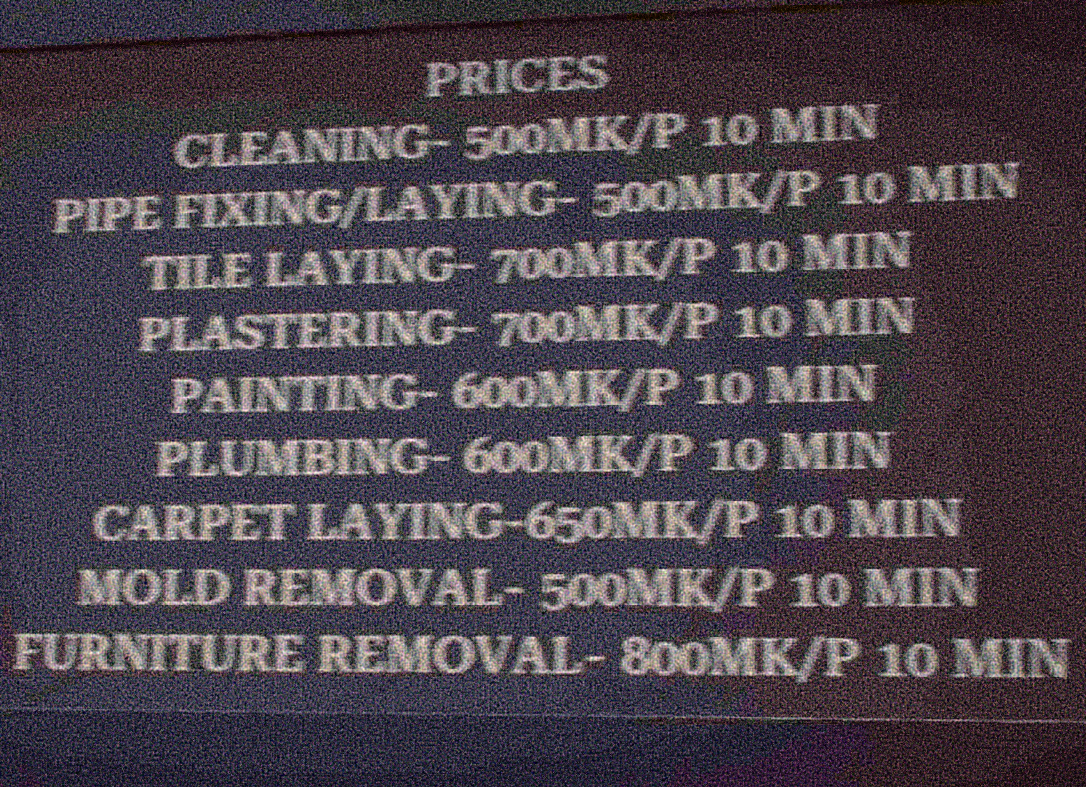 PRICES
CLEANING- 500MK/P 10 MIN
PIPE FIXING/LAYING- 500MK/P 10 MIN
TILE LAYING- 700MK/P 10 MIN
PLASTERING- 700MK/P 10 MIN
PAINTING- 600MK/P 10 MIN
PLUMBING- 600MK/P 10 MIN
CARPET LAYING-650MK/P 10 MIN
MOLD REMOVAL- 500MK/P 10 MIN
FURNITURE REMOVAL- 800MK/P 10 MIN